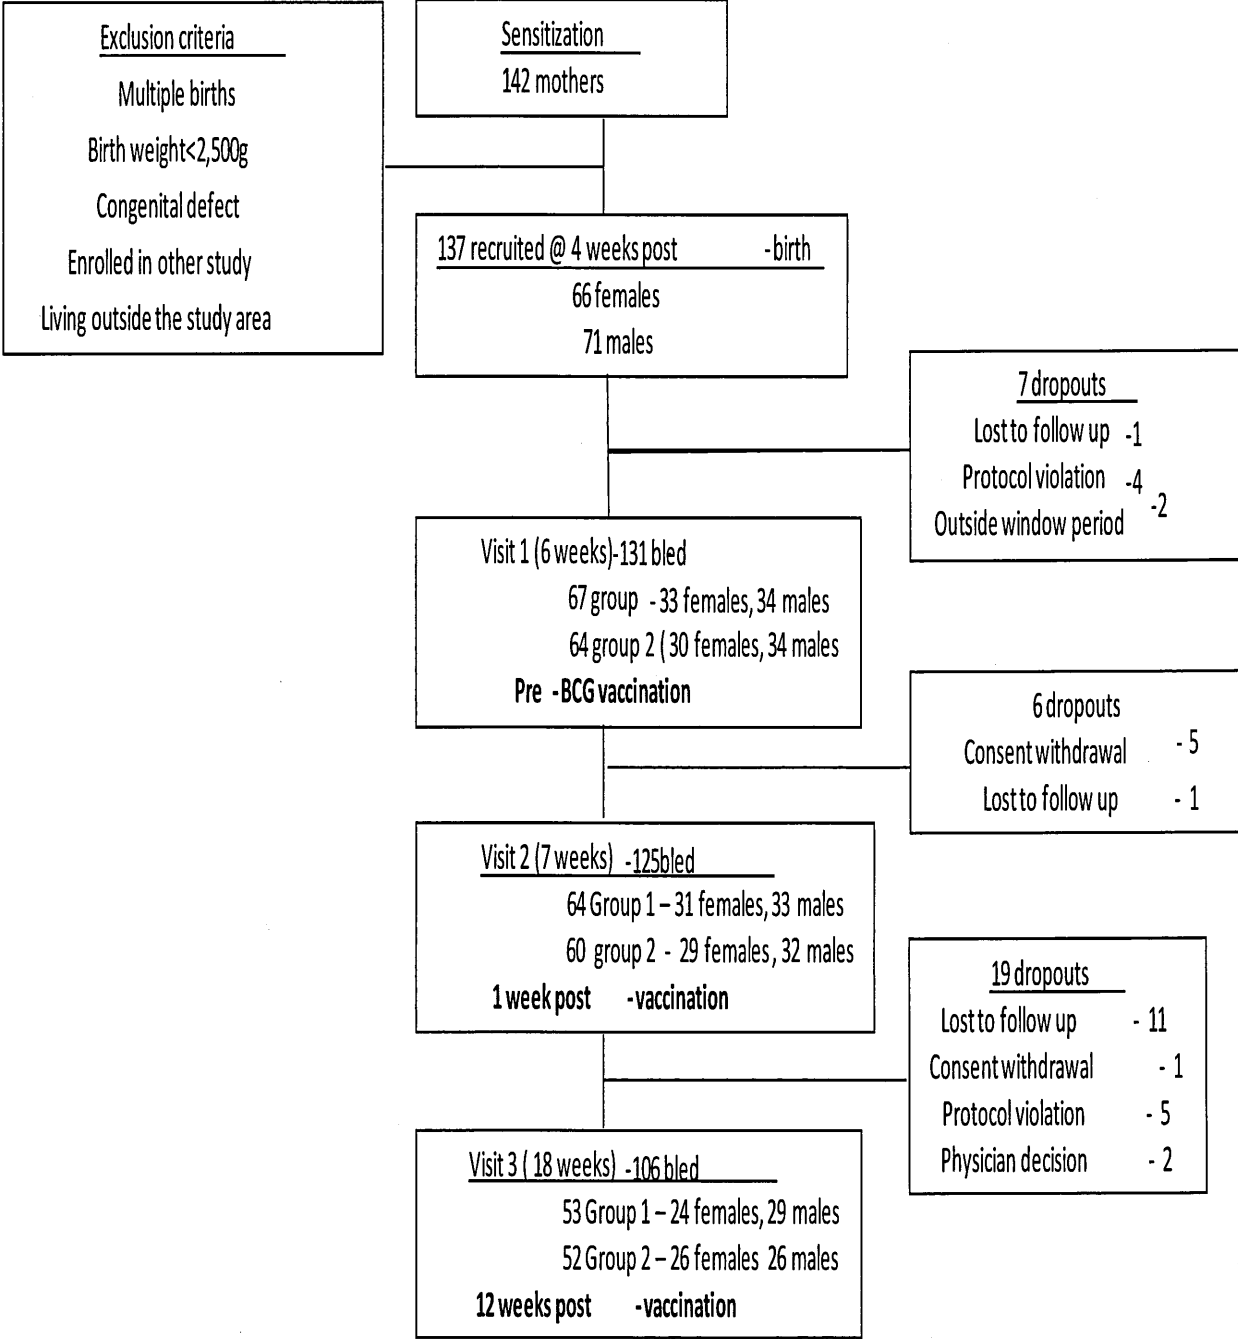 Exclusion criteria
Multiple births
Birth weight<2,500g
Congenital defect
Enrolled in other study
Living outside the study area
Sensitization
142 mothers
137 recruited @ 4 weeks post -birth
66 females
71 males
7 dropouts
Lost to follow up -1
Protocol violation -4
Outside window period -2
Visit 1 (6 weeks)-131 bled
67 group - 33 females, 34 males
64 group 2 ( 30 females, 34 males
Pre -BCG vaccination
6 dropouts
Consent withdrawal - 5
Lost to follow up - 1
Visit 2 (7 weeks) -125bled
64 Group 1 – 31 females, 33 males
60 group 2 - 29 females, 32 males
1 week post -vaccination
19 dropouts
Lost to follow up - 11
Consent withdrawal - 1
Protocol violation - 5
Physician decision - 2
Visit 3 ( 18 weeks) -106 bled
53 Group 1 – 24 females, 29 males
52 Group 2 – 26 females 26 males
12 weeks post -vaccination